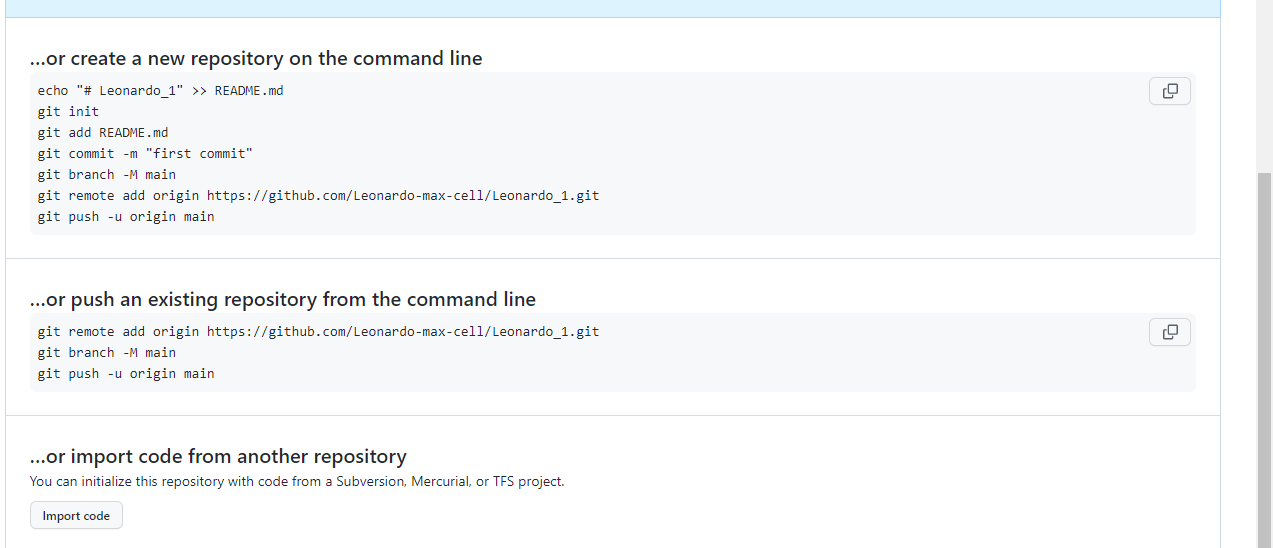 ...or create a new repository on the command line
echo "# Leonardo_1" >> README.md
git init
git add README.md
git commit -m "first commit"
git branch -M main
git remote add origin https://github.com/Leonardo-max-cell/Leonardo_1.git
git push -u origin main
...or push an existing repository from the command line
git remote add origin https://github.com/Leonardo-max-cell/Leonardo_1.git
git branch -M main
git push -u origin main
...or import code from another repository
You can initialize this repository with code from a Subversion, Mercurial, or TFS project.
Import code